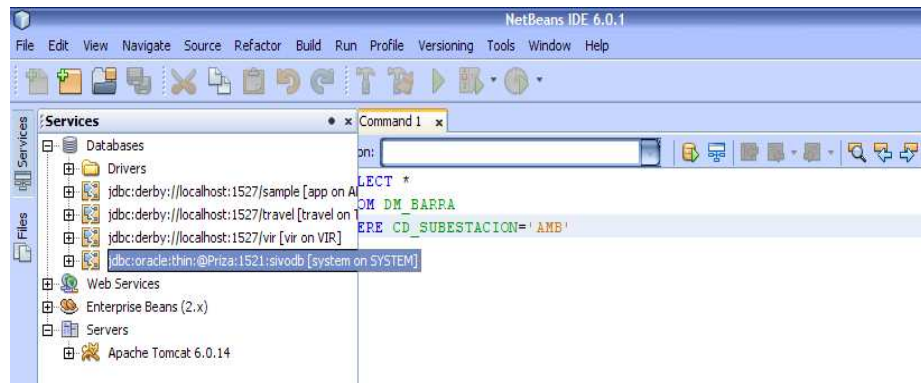 NetBeans IDE 6.0.1
File Edit View Navigate Source Refactor Build Run Profile Versioning Tools Window Help
Services
Files
Services
Command 1
Databases
on:
Drivers
jdbc:derby://localhost:1527/sample [app on A
LECT *
jdbc:derby://localhost:1527/travel [travel on T
OM DM_BARRA
jdbc:derby://localhost:1527/vir [vir on VIR]
ERE CD_SUBESTACION='AMB'
jdbc:oracle:thin:@Priza:1521:sivodb [system on SYSTEM]
Web Services
Enterprise Beans (2.x)
Servers
Apache Tomcat 6.0.14